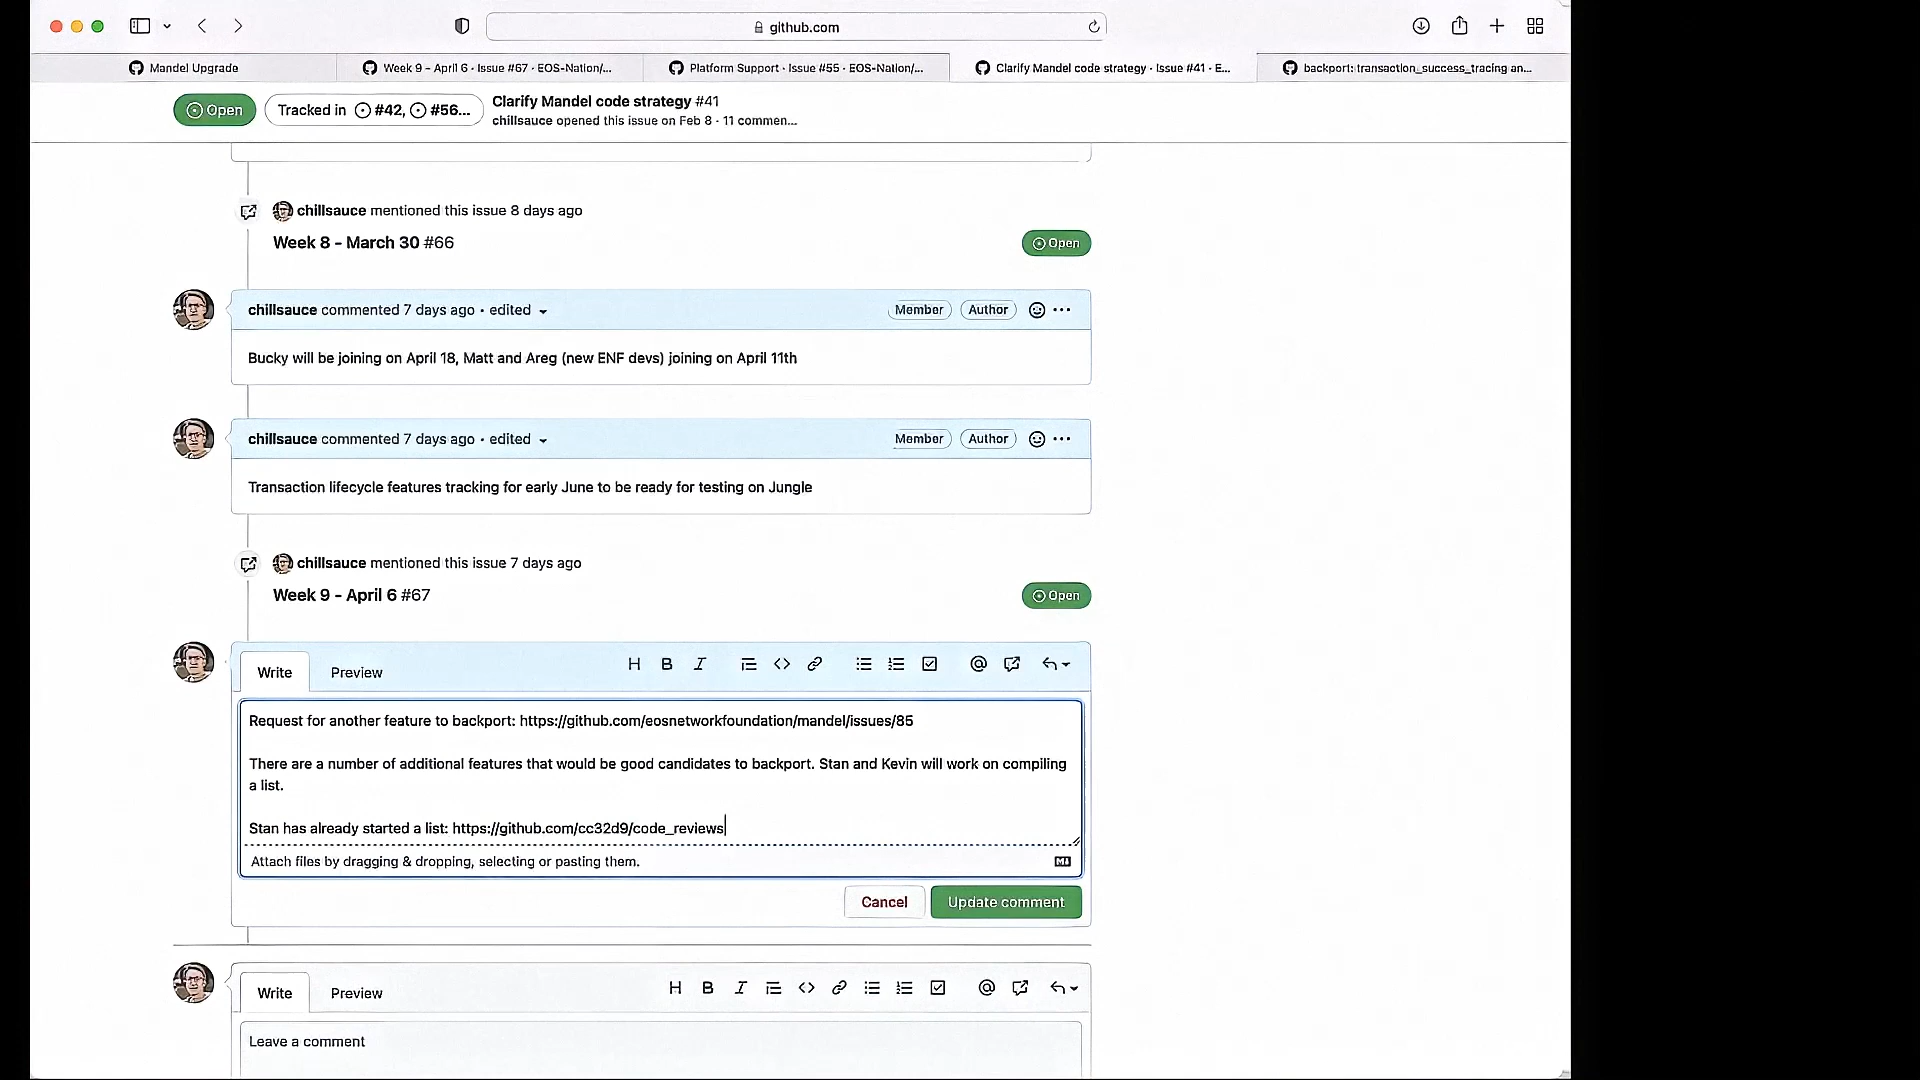 github.com
Mandel Upgrade
Week 9 - April 6 · Issue #67 · EOS-Nation/...
Platform Support · Issue #55 · EOS-Nation/...
Clarify Mandel code strategy · Issue #41 · E...
backport: transaction_success_tracing an...
Open
Tracked in #42, #56...
Clarify Mandel code strategy #41
chillsauce opened this issue on Feb 8 · 11 commen...
chillsauce mentioned this issue 8 days ago
Week 8 - March 30 #66
Open
chillsauce commented 7 days ago • edited
Member
Author
Bucky will be joining on April 18, Matt and Areg (new ENF devs) joining on April 11th
chillsauce commented 7 days ago • edited
Member
Author
Transaction lifecycle features tracking for early June to be ready for testing on Jungle
chillsauce mentioned this issue 7 days ago
Week 9 - April 6 #67
Open
Write
Preview
H B I
Request for another feature to backport: https://github.com/eosnetworkfoundation/mandel/issues/85
There are a number of additional features that would be good candidates to backport. Stan and Kevin will work on compiling
a list.
Stan has already started a list: https://github.com/cc32d9/code_reviews
Attach files by dragging & dropping, selecting or pasting them.
Cancel
Update comment
Write
Preview
H B I
Leave a comment